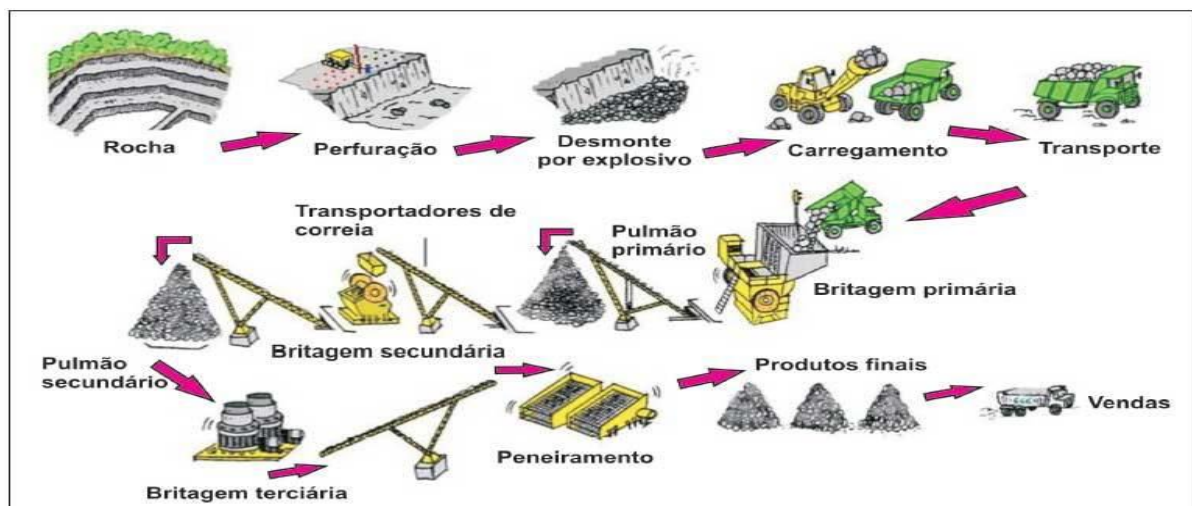 Rocha
Perfuração
Desmonte
por explosivo
Carregamento
Transporte
Transportadores de
correia
Pulmão
primário
Britagem primária
Britagem secundária
Pulmão
secundário
Produtos finais
Vendas
Peneiramento
Britagem terciária